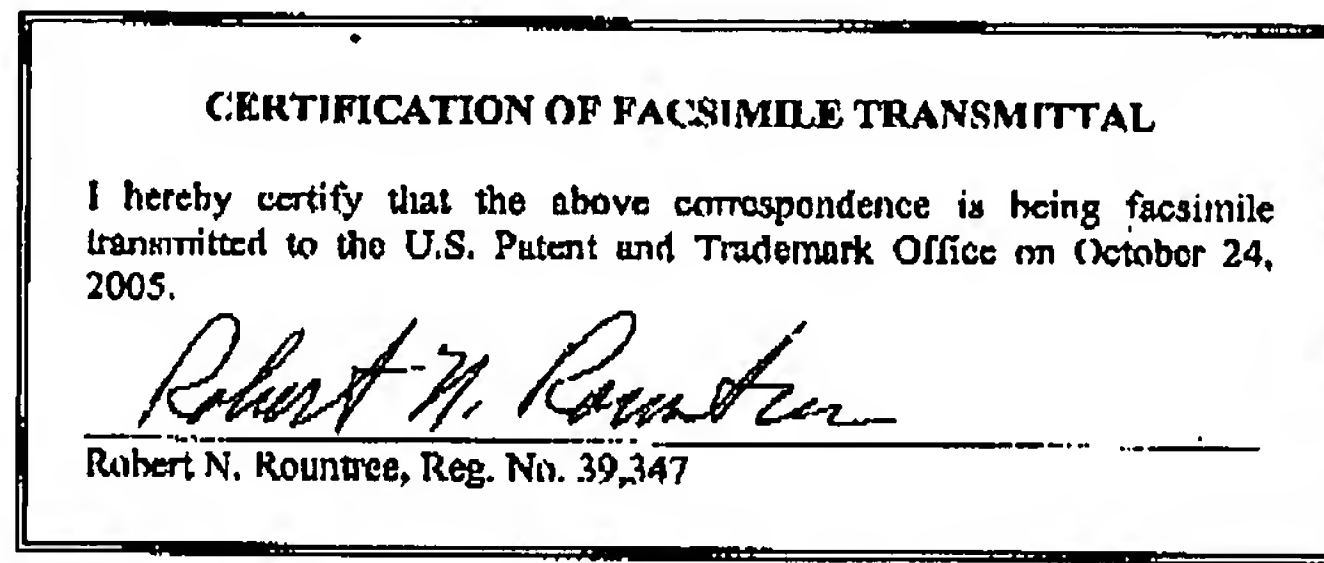 CERTIFICATION OF FACSIMILE TRANSMITTAL
I hereby certify that the above correspondence is being facsimile
transmitted to the U.S. Patent and Trademark Office on October 24,
2005.
Robert N. Rountree
Robert N. Rountree, Reg. No. 39,347